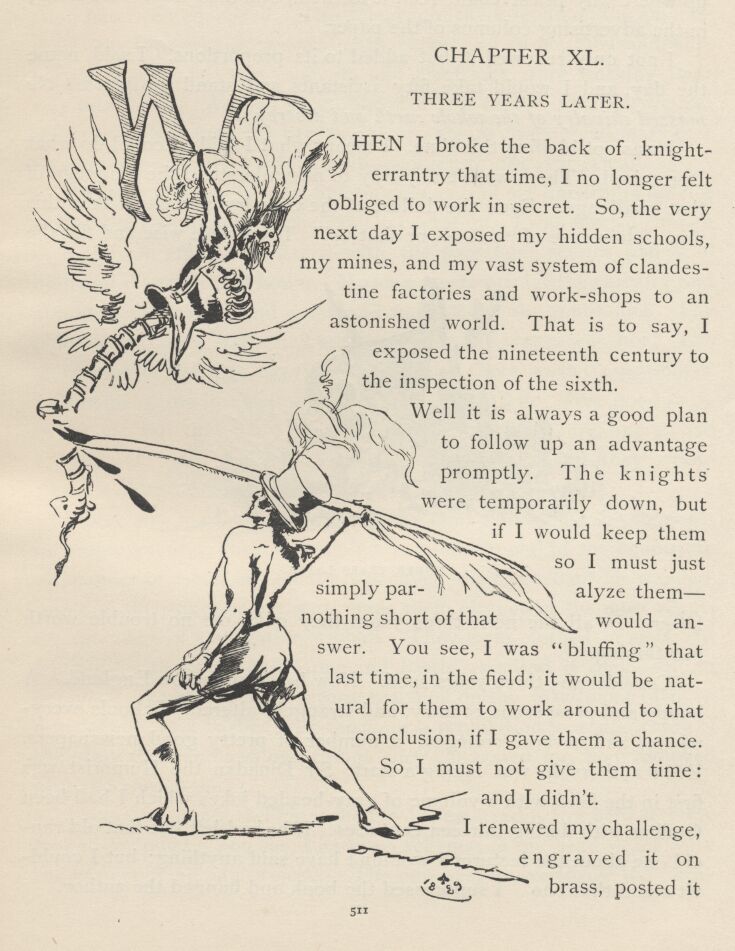 CHAPTER XL.
THREE YEARS LATER.
WHEN I broke the back of knight-
errantry that time, I no longer felt
obliged to work in secret. So, the very
next day I exposed my hidden schools,
my mines, and my vast system of clandes-
tine factories and work-shops to an
astonished world. That is to say, I
exposed the nineteenth century to
the inspection of the sixth.
Well it is always a good plan
to follow up an advantage
promptly. The knights
were temporarily down, but
if I would keep them
so I must just
simply par- alyze them—
nothing short of that would an-
swer. You see, I was "bluffing" that
last time, in the field; it would be nat-
ural for them to work around to that
conclusion, if I gave them a chance.
So I must not give them time:
and I didn't.
I renewed my challenge,
engraved it on
brass, posted it
Dan Beard
1889
511